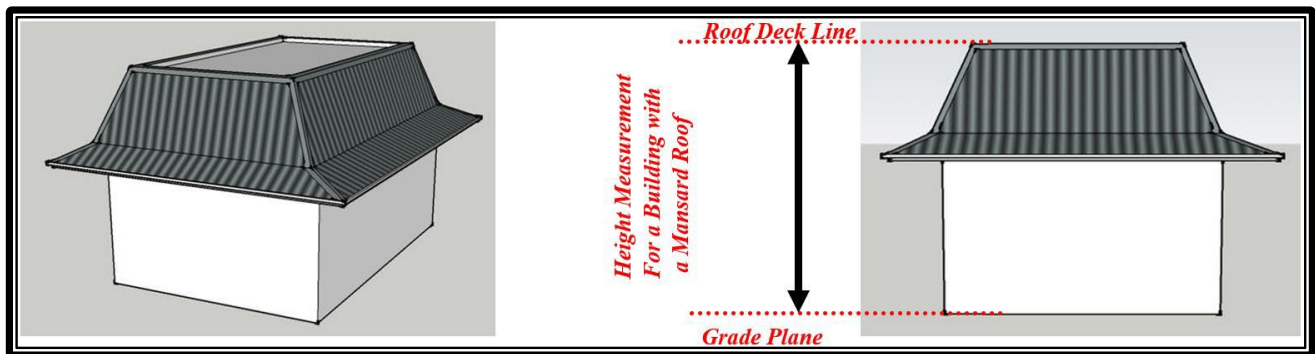 Roof Deck Line
Height Measurement
For a Building with
a Mansard Roof
Grade Plane